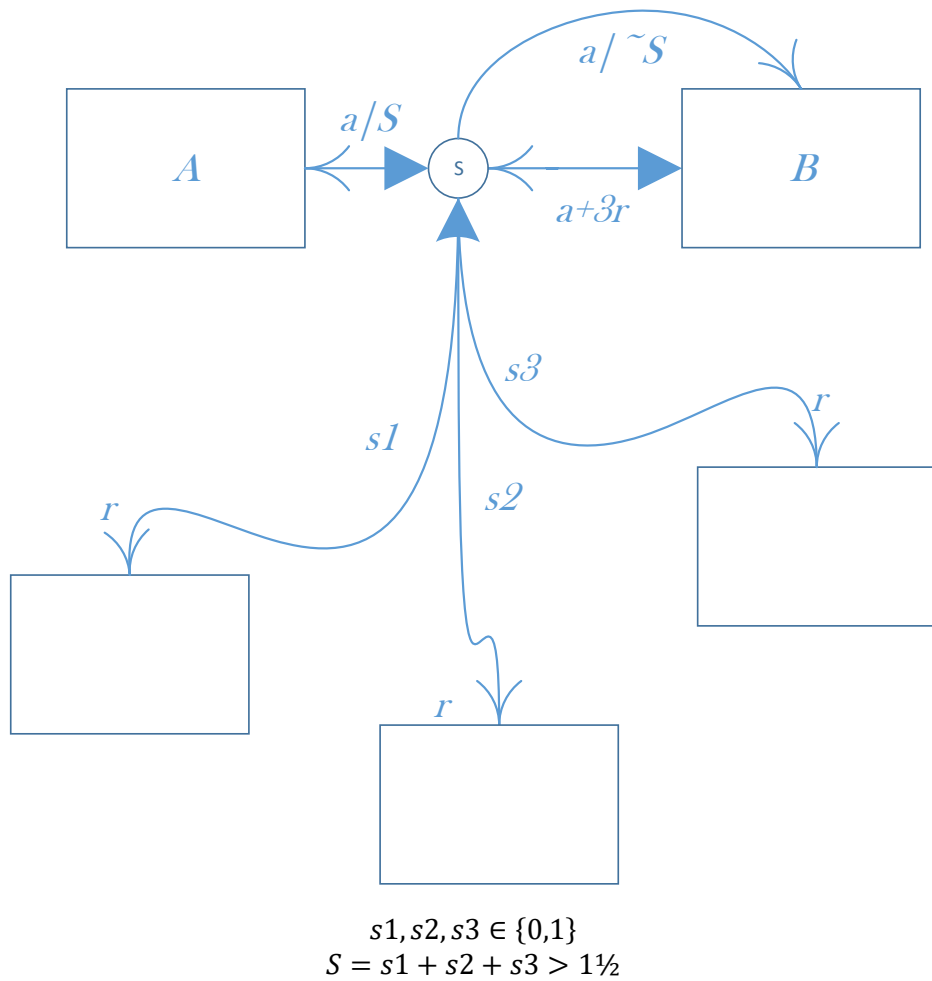 a/ ~S
a/S
A
S
B
a+3r
s3
r
s1
s2
r
r
s1, s2, s3 ∈ {0,1}
S = s1 + s2 + s3 > 1½